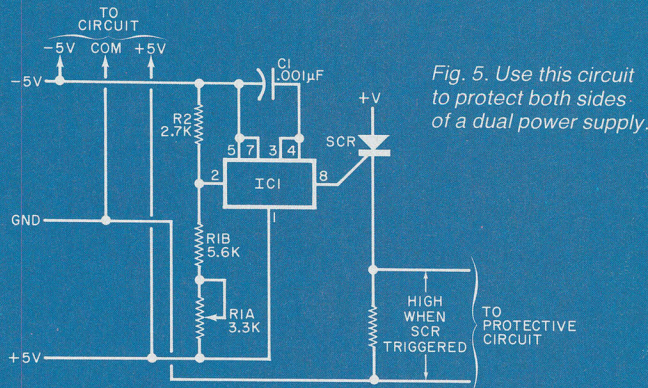 TO
CIRCUIT
-5V COM +5V
-5V
C1
.001µF
+V
Fig. 5. Use this circuit
to protect both sides
of a dual power supply.
R2
2.7K
5 7 3 4
SCR
2
IC1
8
1
GND
R1B
5.6K
R1A
3.3K
HIGH
WHEN
SCR
TRIGGERED
TO
PROTECTIVE
CIRCUIT
+5V